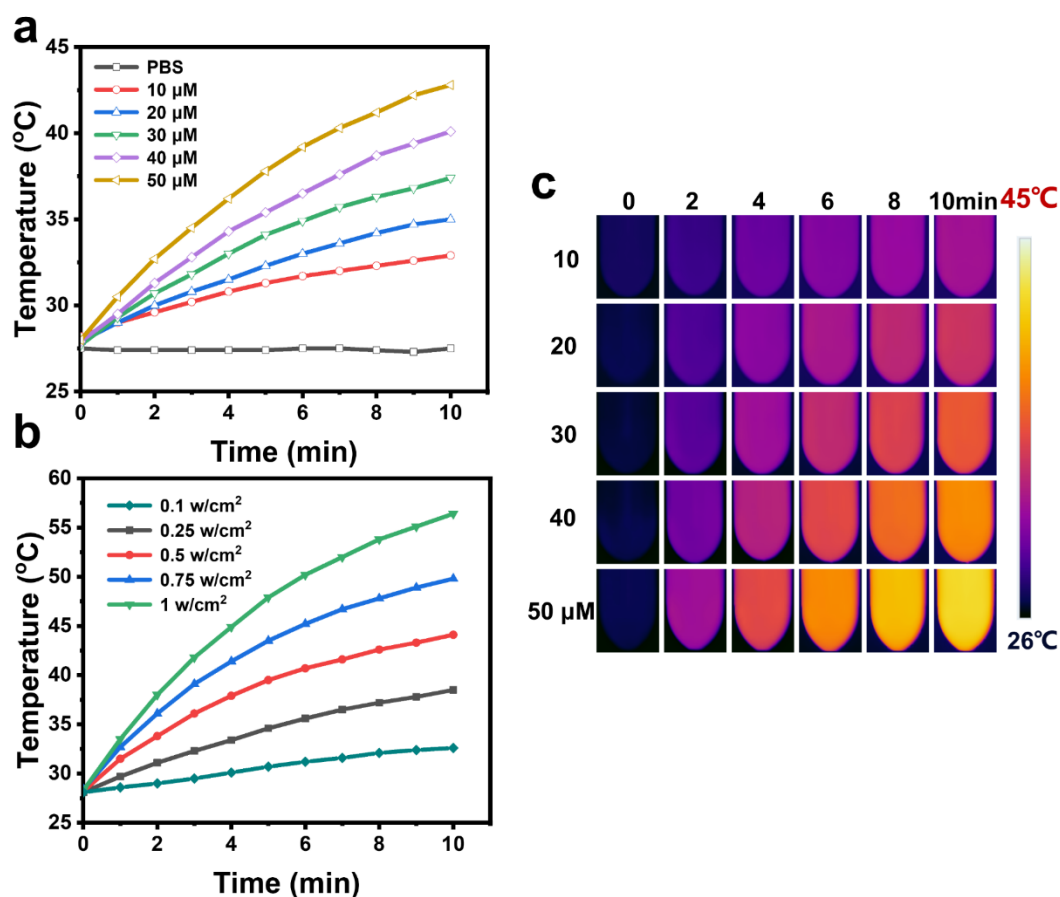 a
45
40
35
30
25
Temperature (°C)
PBS
10 μM
20 μM
30 μM
40 μM
50 μM
0 2 4 6 8 10
Time (min)
b
60
55
50
45
40
35
30
25
Temperature (°C)
0.1 w/cm²
0.25 w/cm²
0.5 w/cm²
0.75 w/cm²
1 w/cm²
0 2 4 6 8 10
Time (min)
c
0 2 4 6 8 10min 45℃
10
20
30
40
50 μM
26℃